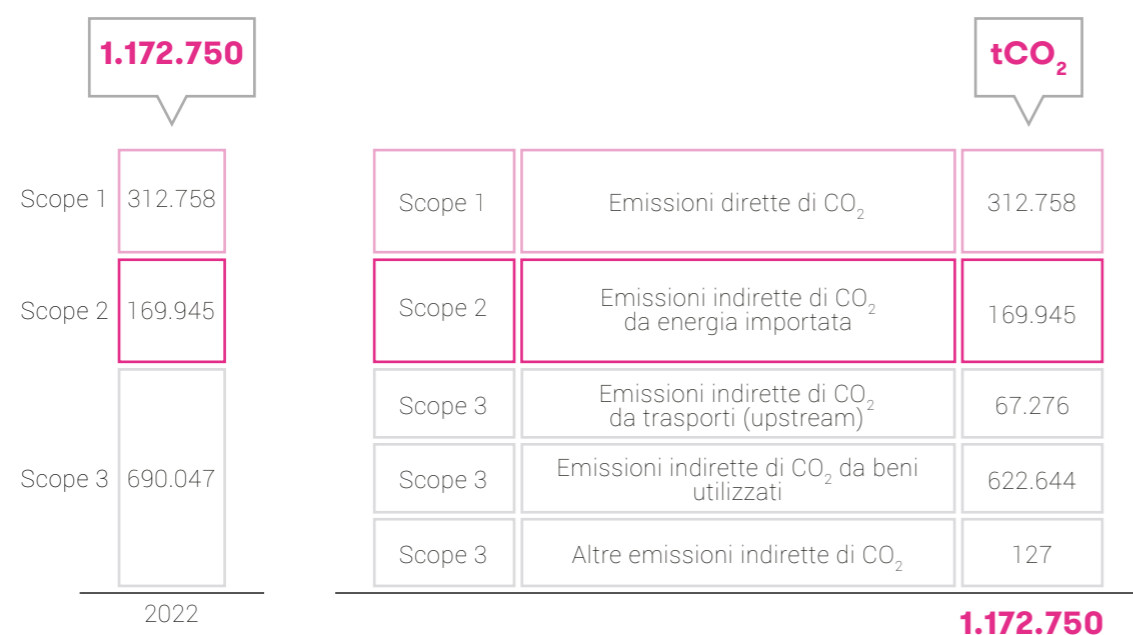 1.172.750
Scope 1 312.758
Scope 2 169.945
Scope 3 690.047
2022
tCO₂
Scope 1 Emissioni dirette di CO₂ 312.758
Scope 2 Emissioni indirette di CO₂
da energia importata 169.945
Scope 3 Emissioni indirette di CO₂
da trasporti (upstream) 67.276
Scope 3 Emissioni indirette di CO₂ da beni
utilizzati 622.644
Scope 3 Altre emissioni indirette di CO₂ 127
1.172.750